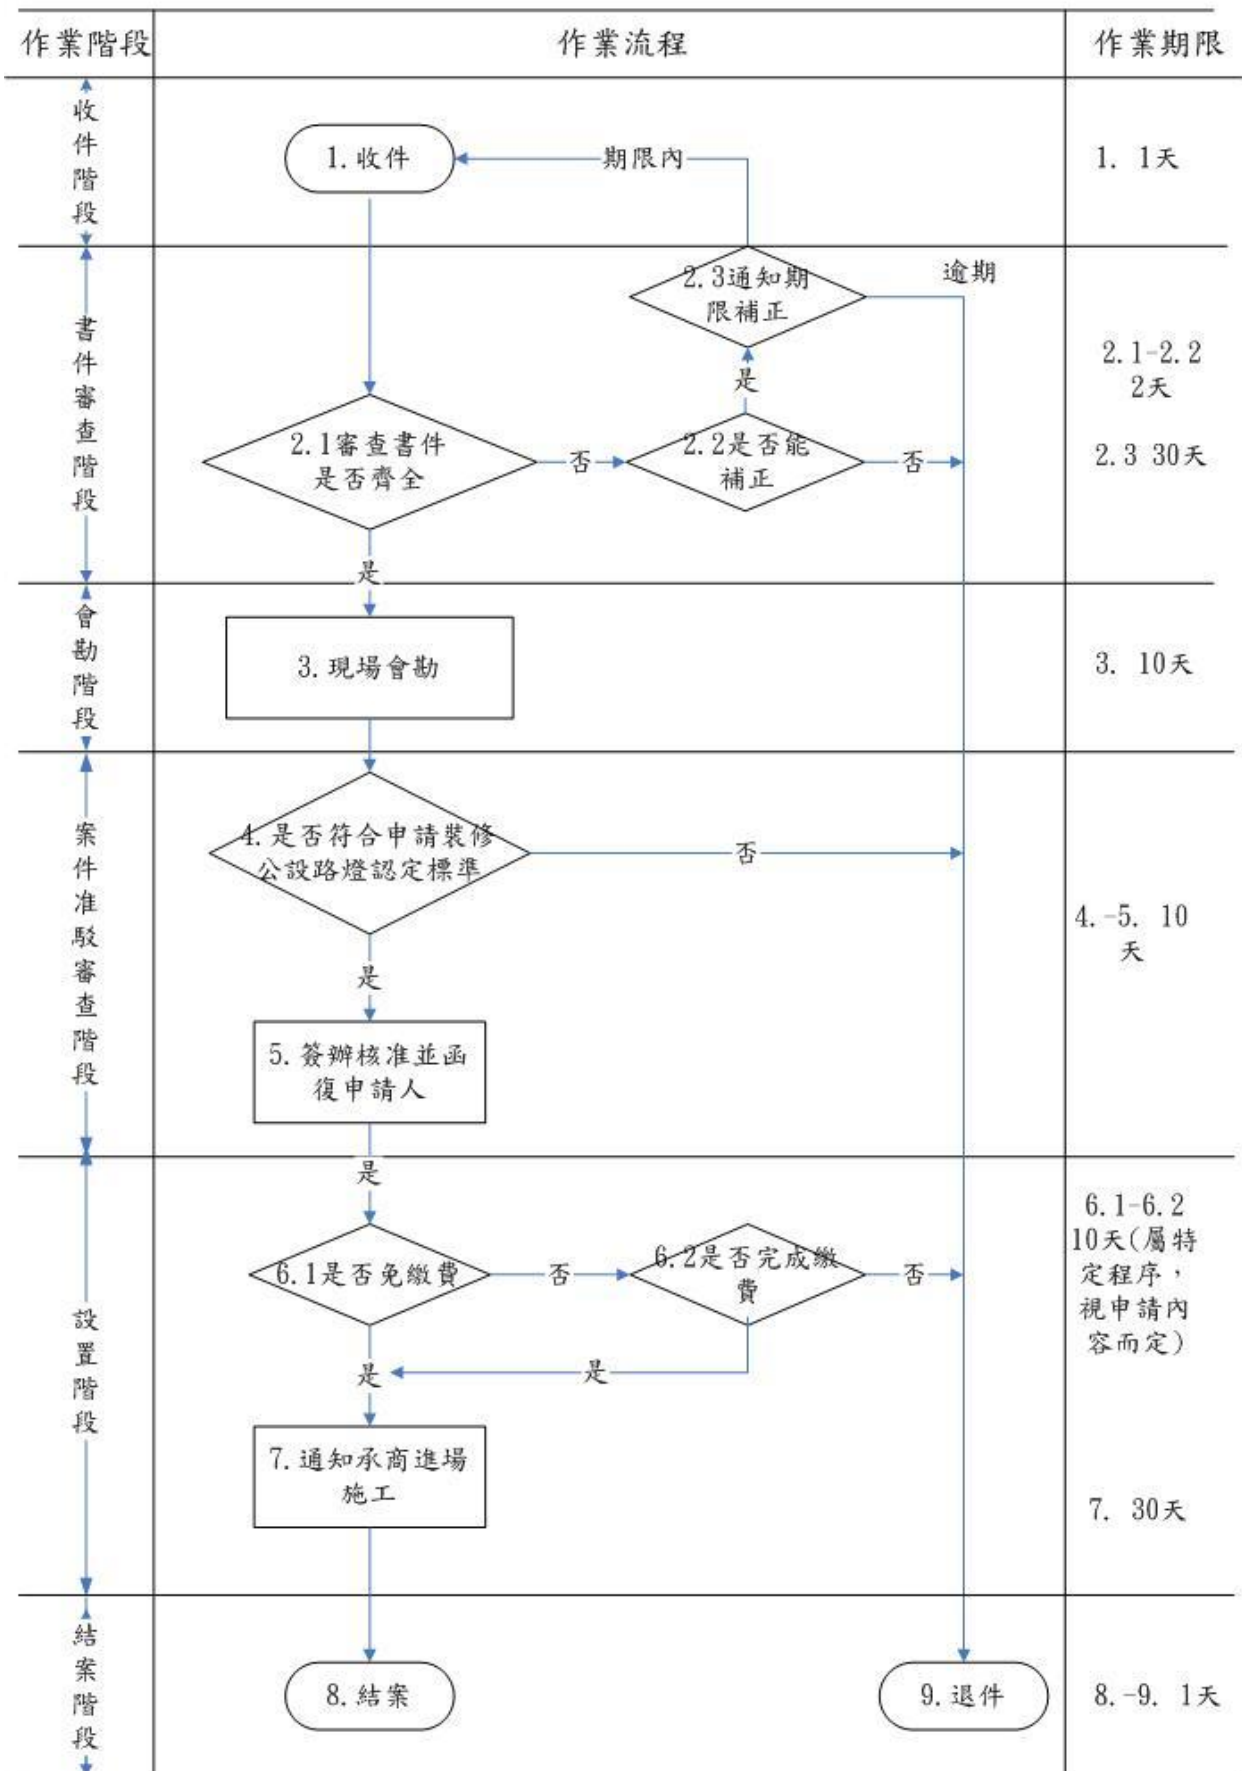 作業階段
作業流程
作業期限
收件階段
1.收件
期限內
1. 1天
書件審查階段
2.3通知期
限補正
逾期
是
2.1審查書件
是否齊全
否
2.2是否能
補正
否
2.1-2.2
2天
2.3 30天
是
會勘階段
3.現場會勘
3. 10天
案件准駁審查階段
4.是否符合申請裝修
公設路燈認定標準
否
是
5.簽辦核准並函
復申請人
4.-5. 10
天
是
設置階段
6.1是否免繳費
否
6.2是否完成繳
費
否
是
是
7.通知承商進場
施工
6.1-6.2
10天(屬特
定程序,
視申請內
容而定)
7. 30天
結案階段
8.結案
9.退件
8.-9. 1天